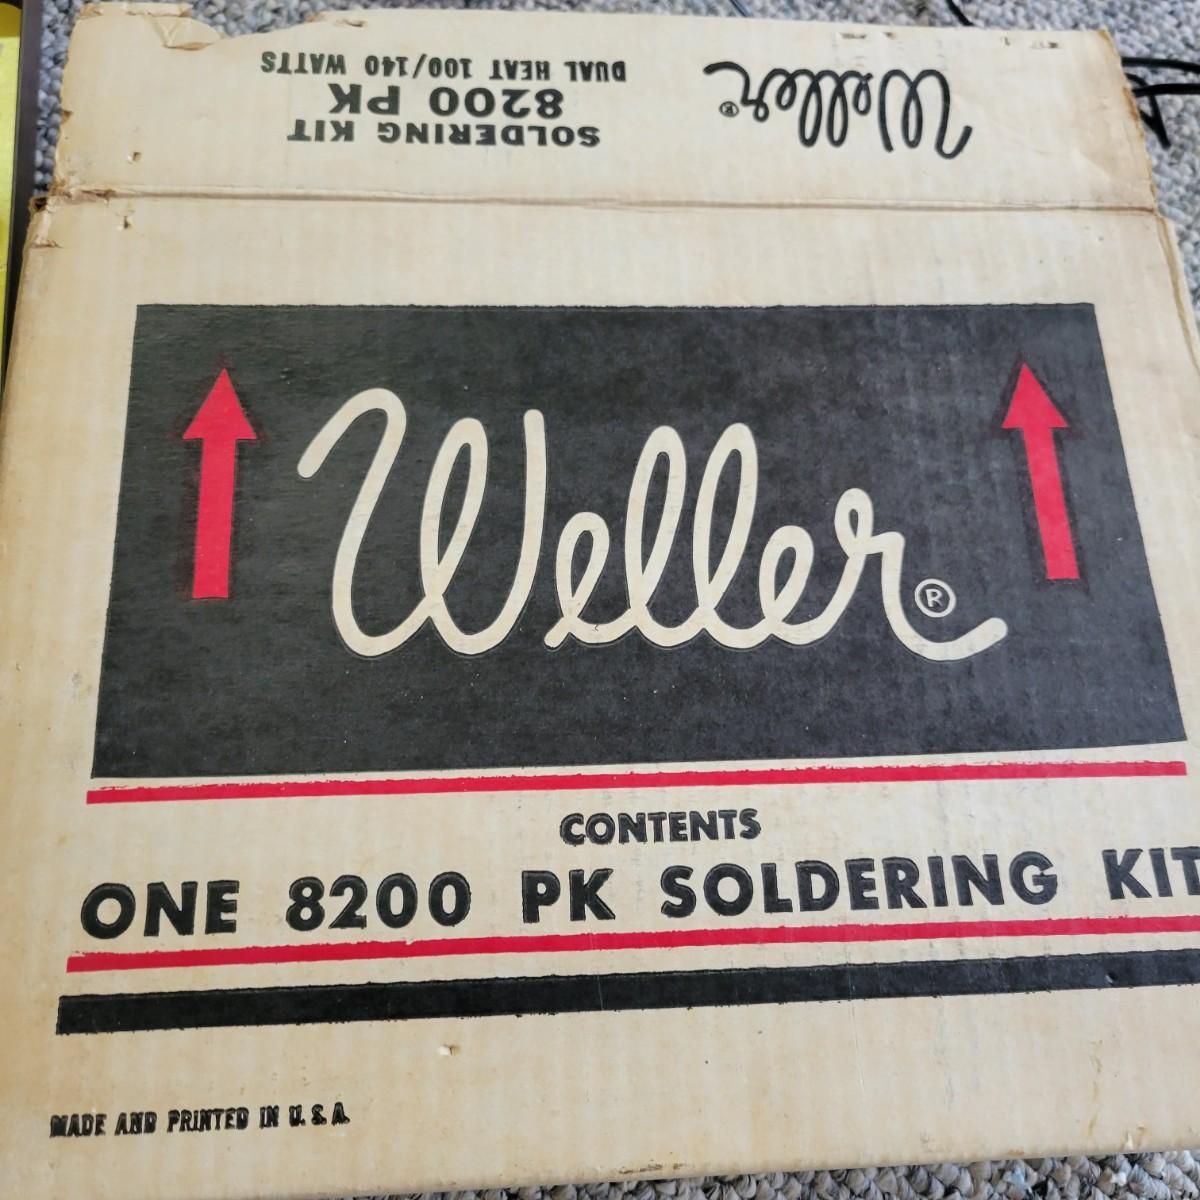 Weller®
SOLDERING KIT
8200 PK
DUAL HEAT 100/140 WATTS
Weller®
CONTENTS
ONE 8200 PK SOLDERING KIT
MADE AND PRINTED IN U.S.A.